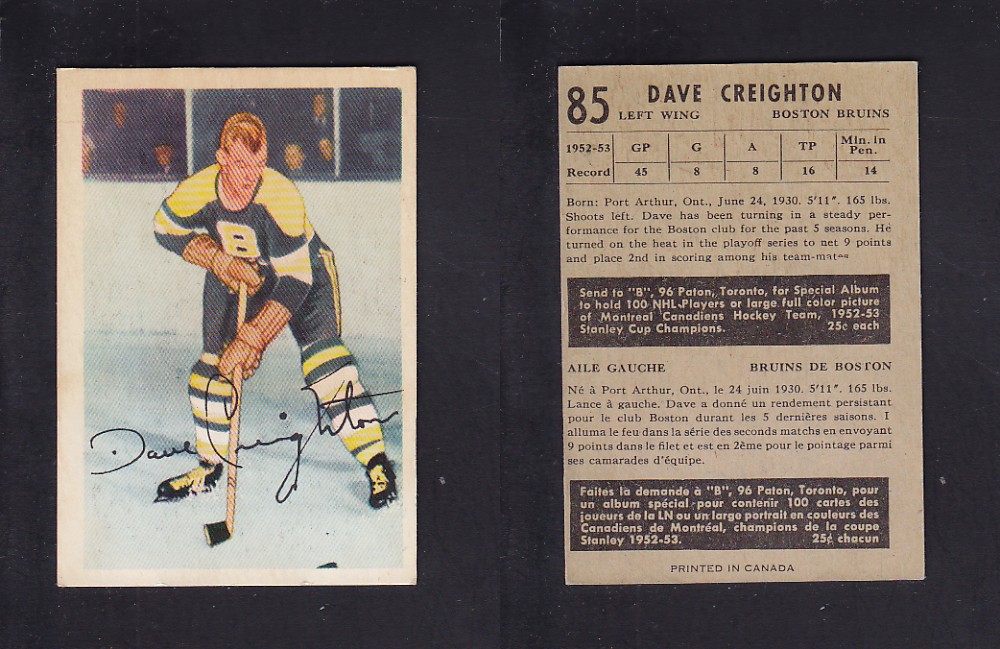 B
Dave Creighton
85 DAVE CREIGHTON
LEFT WING BOSTON BRUINS
1952-53 GP G A TP Min. in Pen.
Record 45 8 8 16 14
Born: Port Arthur, Ont., June 24, 1930. 5'11". 165 lbs.
Shoots left. Dave has been turning in a steady per-
formance for the Boston club for the past 5 seasons. He
turned on the heat in the playoff series to net 9 points
and place 2nd in scoring among his team-mates
Send to "B", 96 Paton, Toronto, for Special Album
to hold 100 NHL-Players or large full color picture
of Montreal Canadiens Hockey Team, 1952-53
Stanley Cup Champions. 25¢ each
AILE GAUCHE BRUINS DE BOSTON
Né à Port Arthur, Ont., le 24 juin 1930. 5'11". 165 lbs.
Lance à gauche. Dave a donné un rendement persistant
pour le club Boston durant les 5 dernières saisons. I
alluma le feu dans la série des seconds matchs en envoyant
9 points dans le filet et est en 2ème pour le pointage parmi
ses camarades d'équipe.
Faites la demande à "B", 96 Paton, Toronto, pour
un album spécial pour contenir 100 cartes des
joueurs de la LN ou un large portrait en couleurs des
Canadiens de Montréal, champions de la coupe
Stanley 1952-53. 25¢ chacun
PRINTED IN CANADA